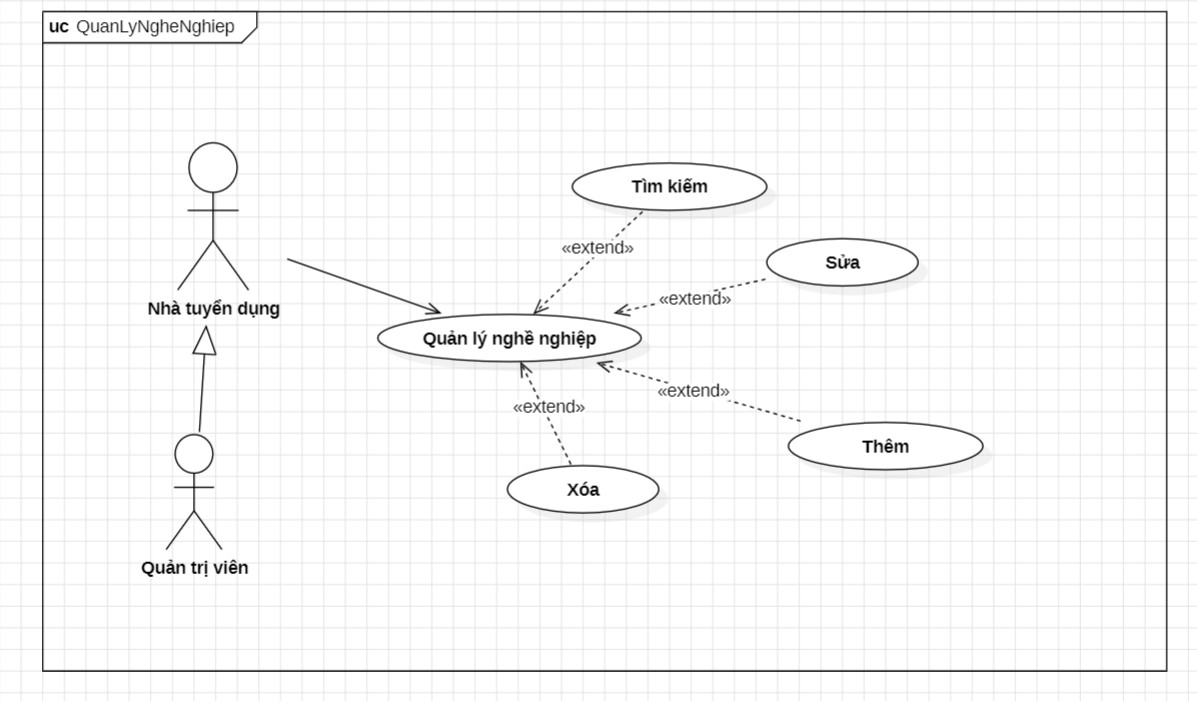 uc QuanLyNgheNghiep
Tìm kiếm
«extend»
Sửa
«extend»
Nhà tuyển dụng
Quản lý nghề nghiệp
«extend»
«extend»
Thêm
Xóa
Quản trị viên